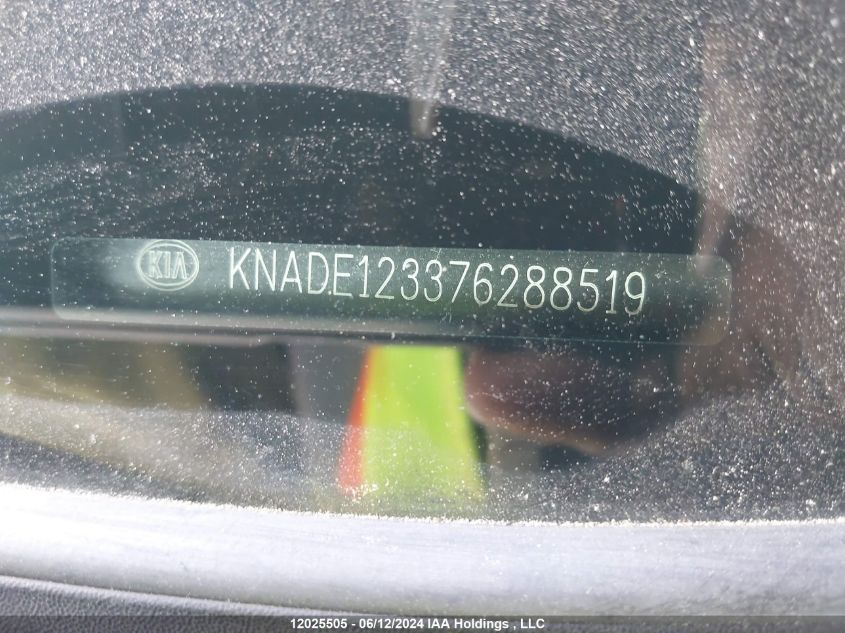 KIA KNADE123376288519
12025505 - 06/12/2024 IAA Holdings , LLC